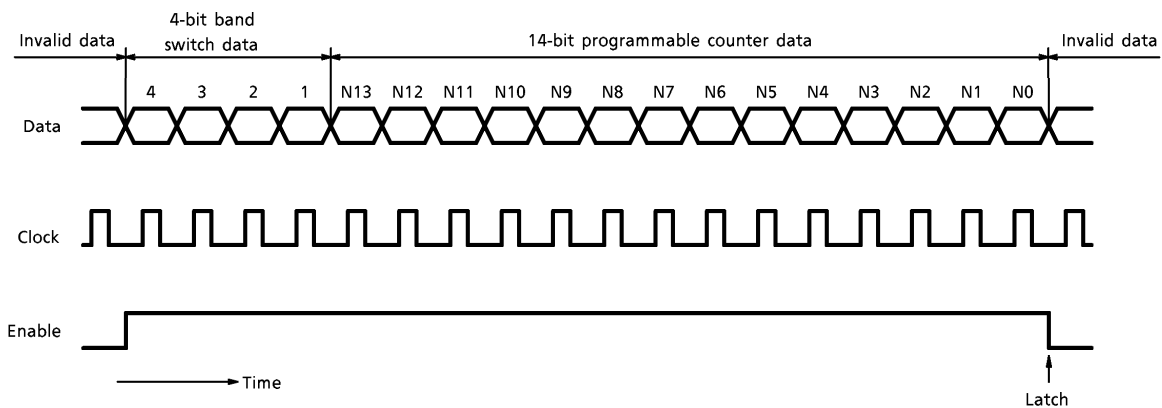 4-bit band
switch data
Invalid data
14-bit programmable counter data
Invalid data
4 3 2 1 N13 N12 N11 N10 N9 N8 N7 N6 N5 N4 N3 N2 N1 N0
Data
Clock
Enable
Time
Latch